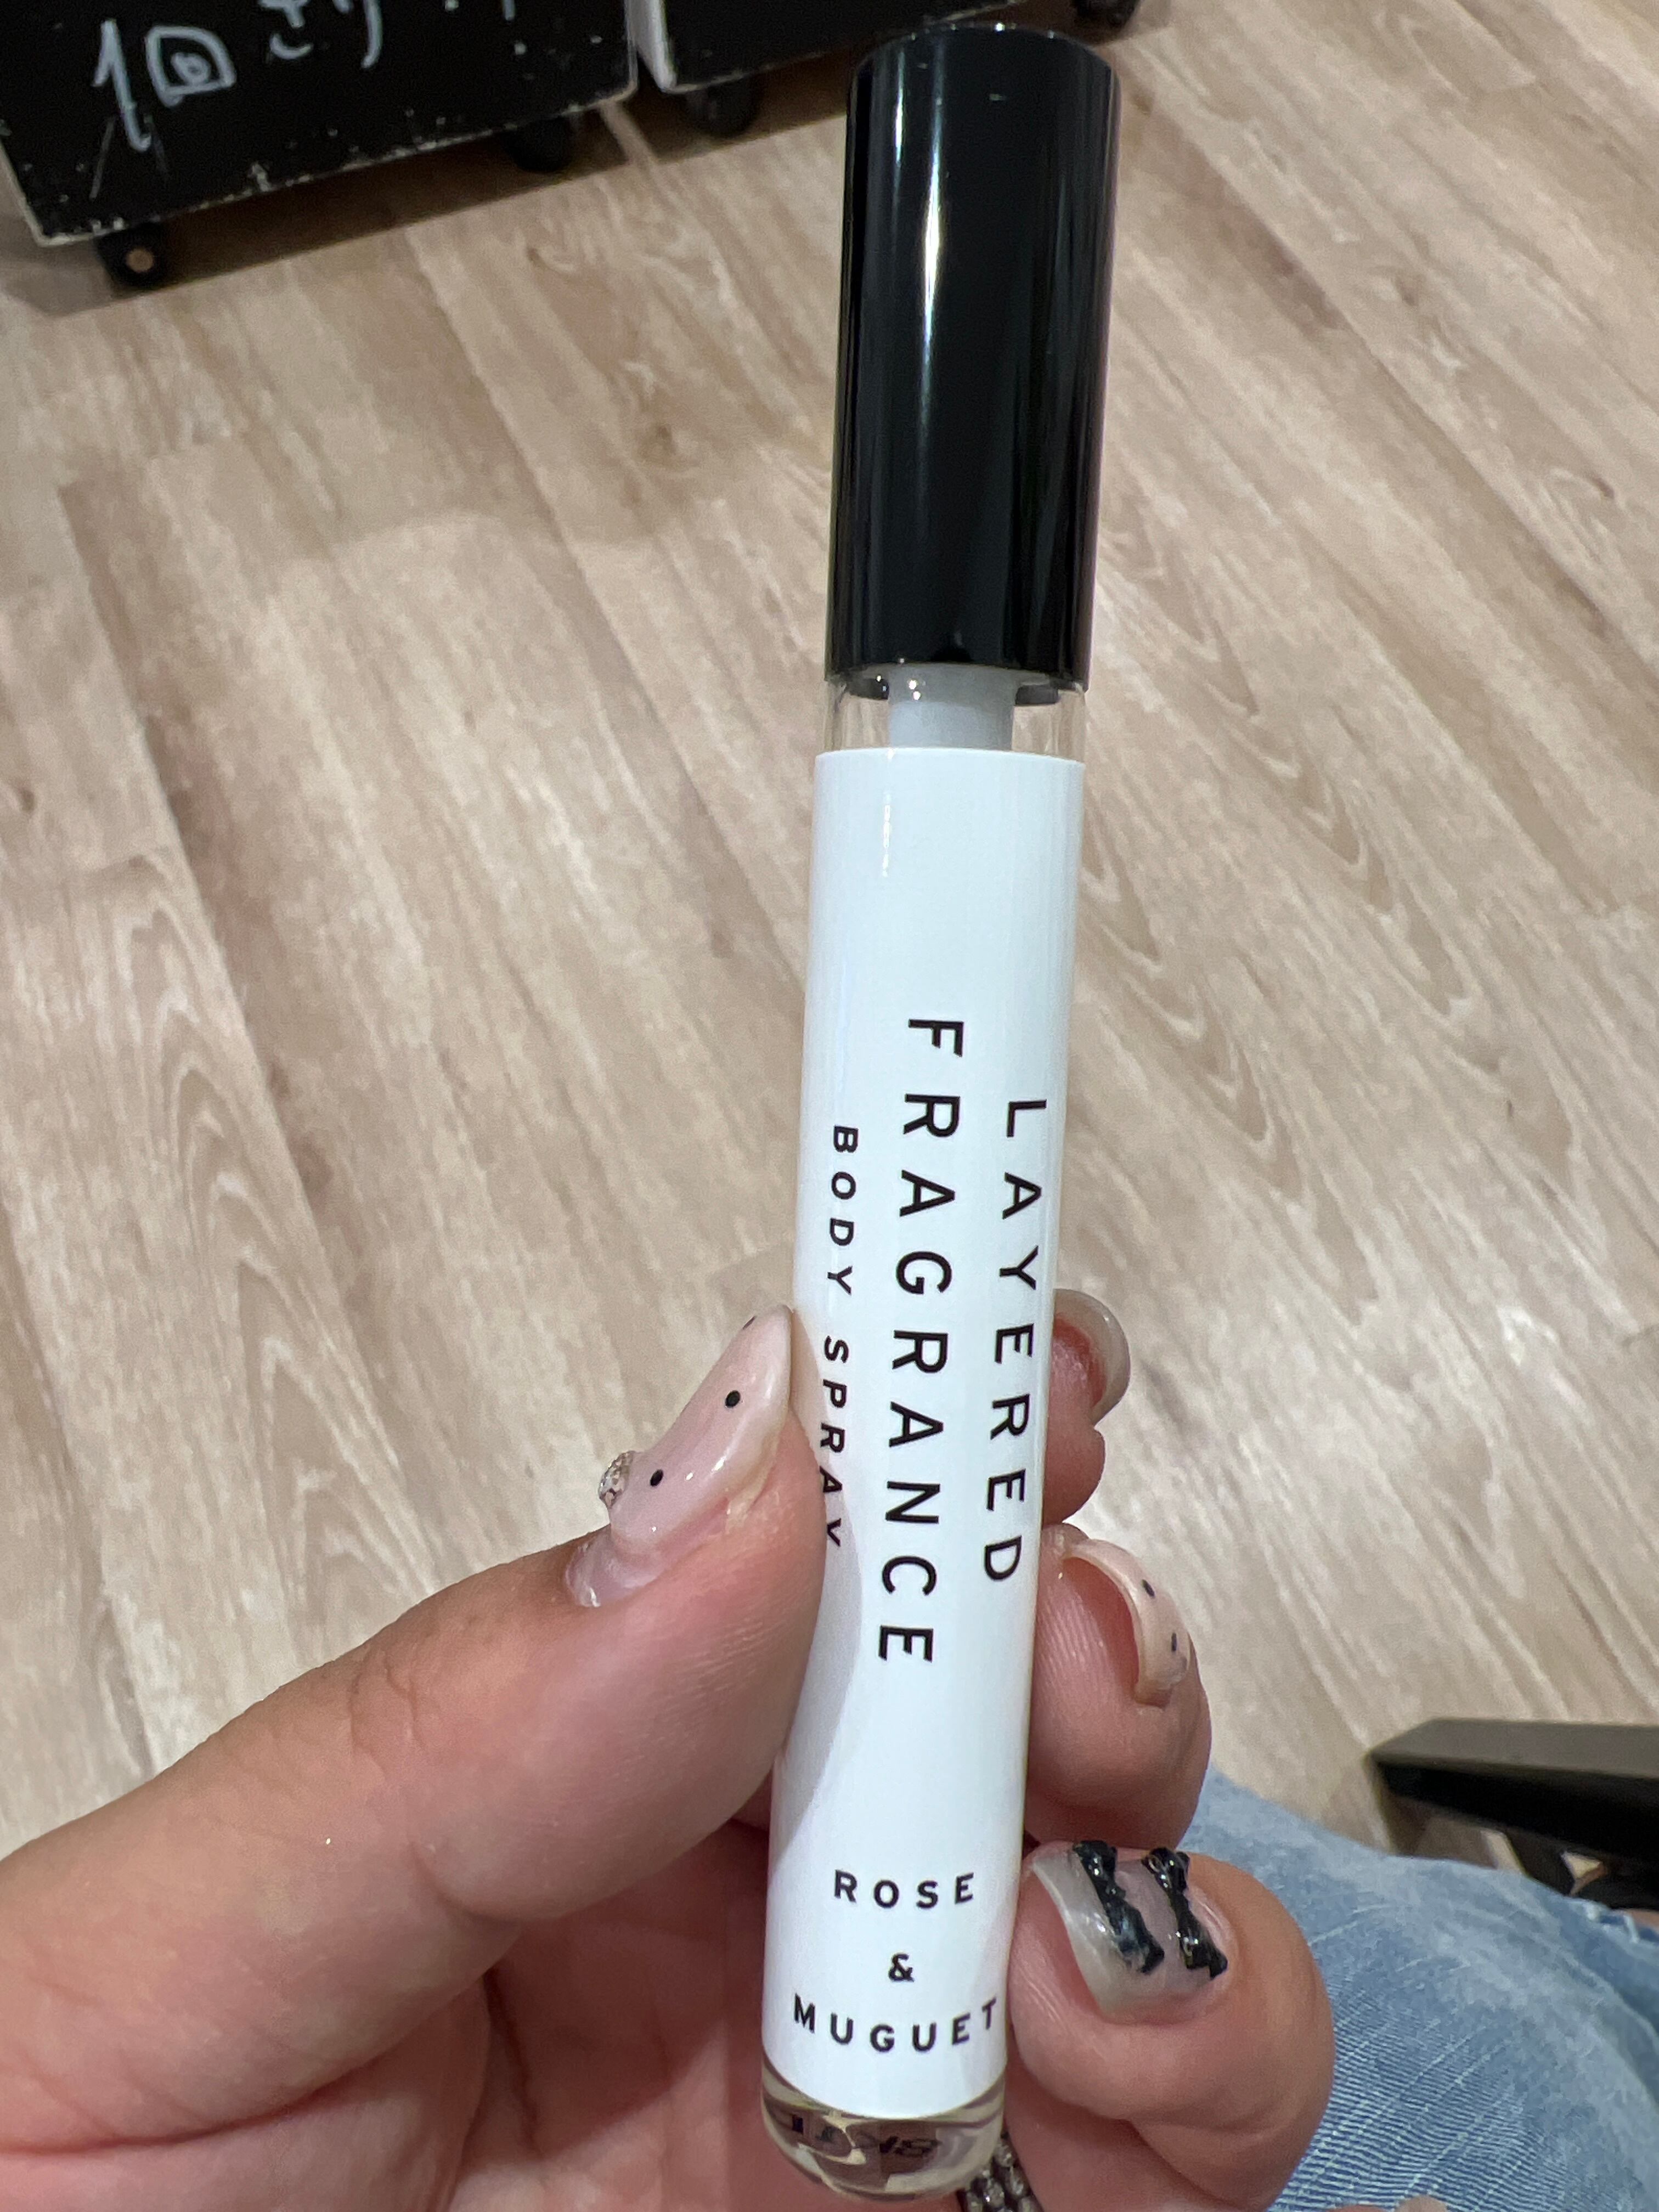 LAYERED
FRAGRANCE
BODY SPRAY
ROSE
&
MUGUET